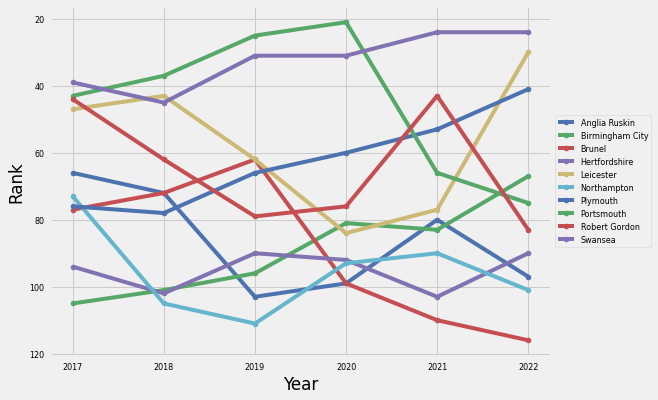 20
40
60
80
100
120
Rank
2017 2018 2019 2020 2021 2022
Year
Anglia Ruskin
Birmingham City
Brunel
Hertfordshire
Leicester
Northampton
Plymouth
Portsmouth
Robert Gordon
Swansea